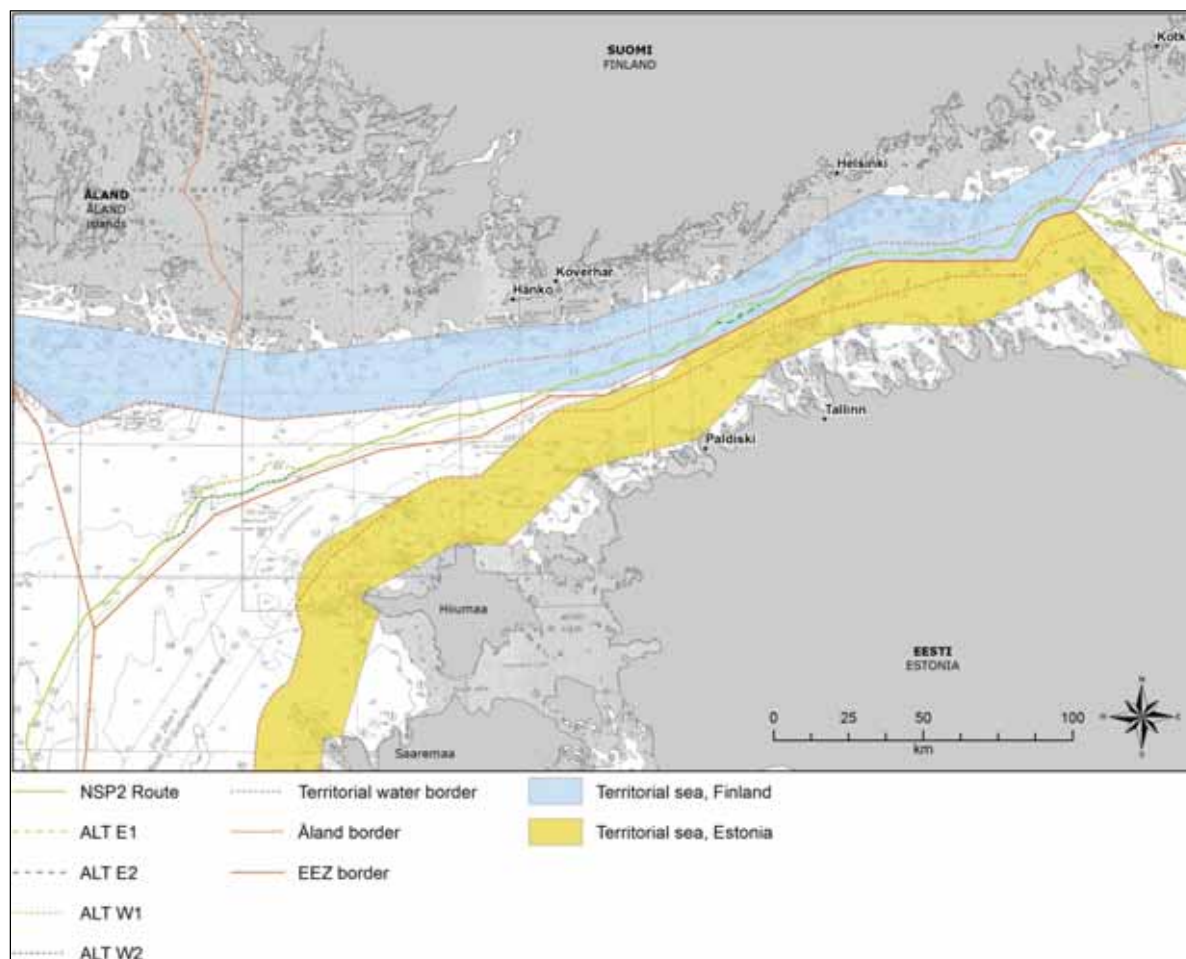 SUOMI
FINLAND
Kotk
Helsinki
ÅLAND
ÅLAND
islands
Koverhar
Hanko
Tallinn
Paldiski
Hiiumaa
EESTI
ESTONIA
Saaremaa
N
0 25 50 100
km
NSP2 Route
ALT E1
ALT E2
ALT W1
ALT W2
Territorial water border
Åland border
EEZ border
Territorial sea, Finland
Territorial sea, Estonia